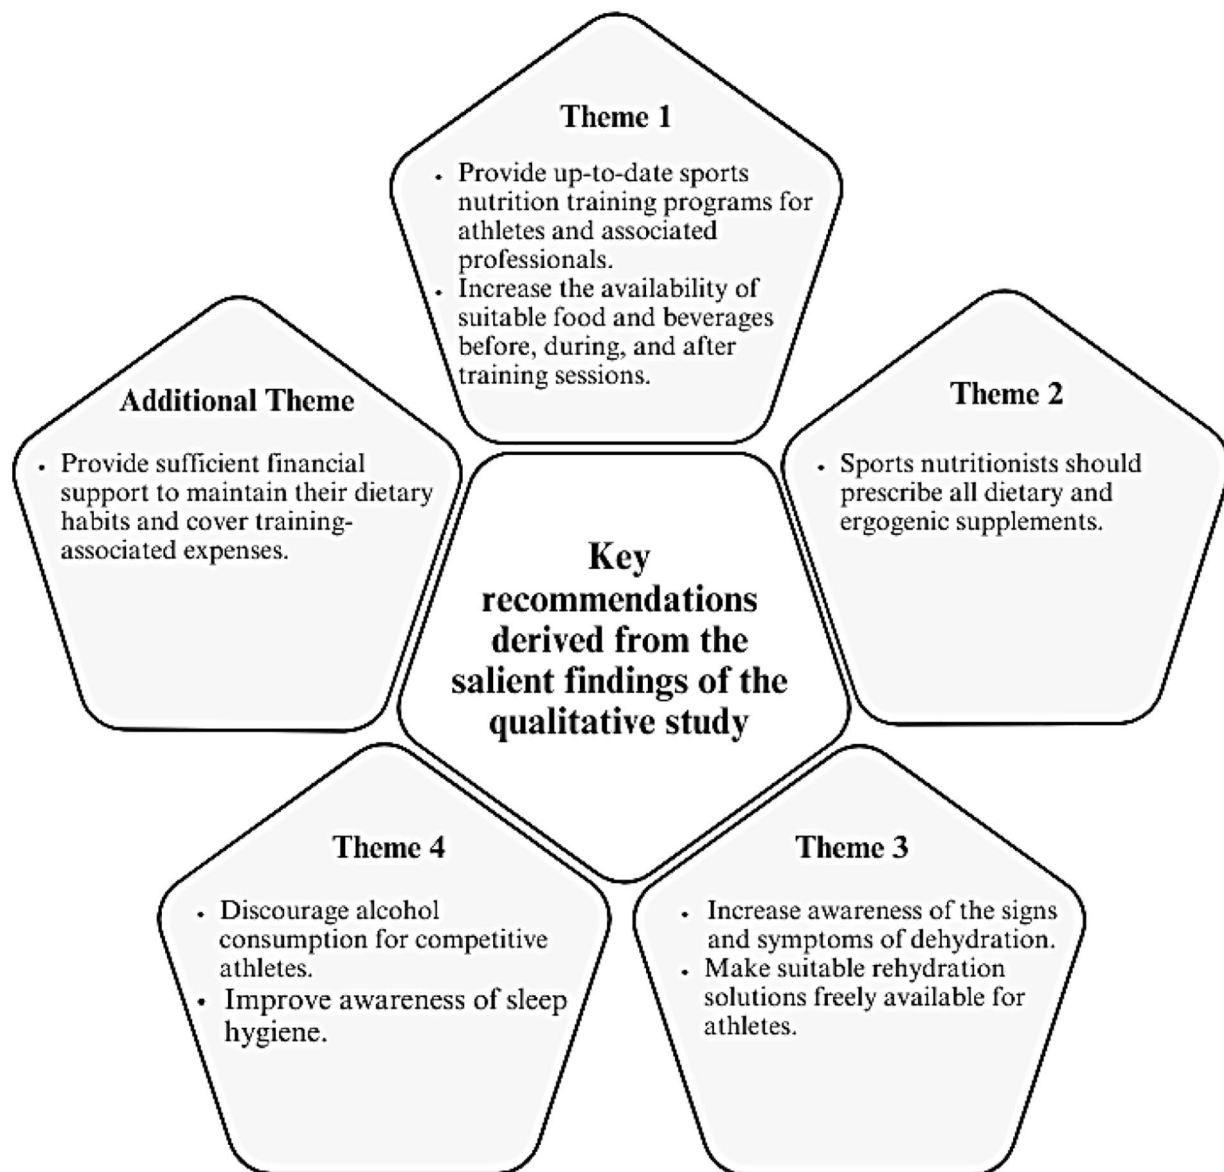 Theme 1
• Provide up-to-date sports
nutrition training programs for
athletes and associated
professionals.
• Increase the availability of
suitable food and beverages
before, during, and after
training sessions.
Theme 2
• Sports nutritionists should
prescribe all dietary and
ergogenic supplements.
Additional Theme
• Provide sufficient financial
support to maintain their dietary
habits and cover training-
associated expenses.
Key
recommendations
derived from the
salient findings of the
qualitative study
Theme 4
• Discourage alcohol
consumption for competitive
athletes.
• Improve awareness of sleep
hygiene.
Theme 3
• Increase awareness of the signs
and symptoms of dehydration.
• Make suitable rehydration
solutions freely available for
athletes.